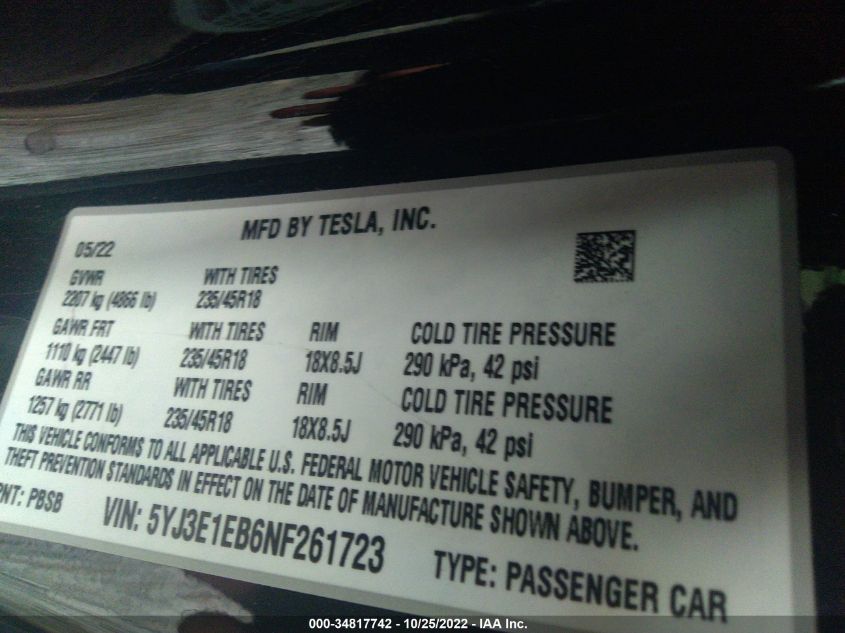 MFD BY TESLA, INC.
05/22
GVWR WITH TIRES
2207 kg (4866 lb) 235/45R18
GAWR FRT WITH TIRES RIM COLD TIRE PRESSURE
1110 kg (2447 lb) 235/45R18 18X8.5J 290 kPa, 42 psi
GAWR RR WITH TIRES RIM COLD TIRE PRESSURE
1257 kg (2771 lb) 235/45R18 18X8.5J 290 kPa, 42 psi
THIS VEHICLE CONFORMS TO ALL APPLICABLE U.S. FEDERAL MOTOR VEHICLE SAFETY, BUMPER, AND
THEFT PREVENTION STANDARDS IN EFFECT ON THE DATE OF MANUFACTURE SHOWN ABOVE.
PNT: PBSB
VIN: 5YJ3E1EB6NF261723
TYPE: PASSENGER CAR
000-34817742 - 10/25/2022 - IAA Inc.